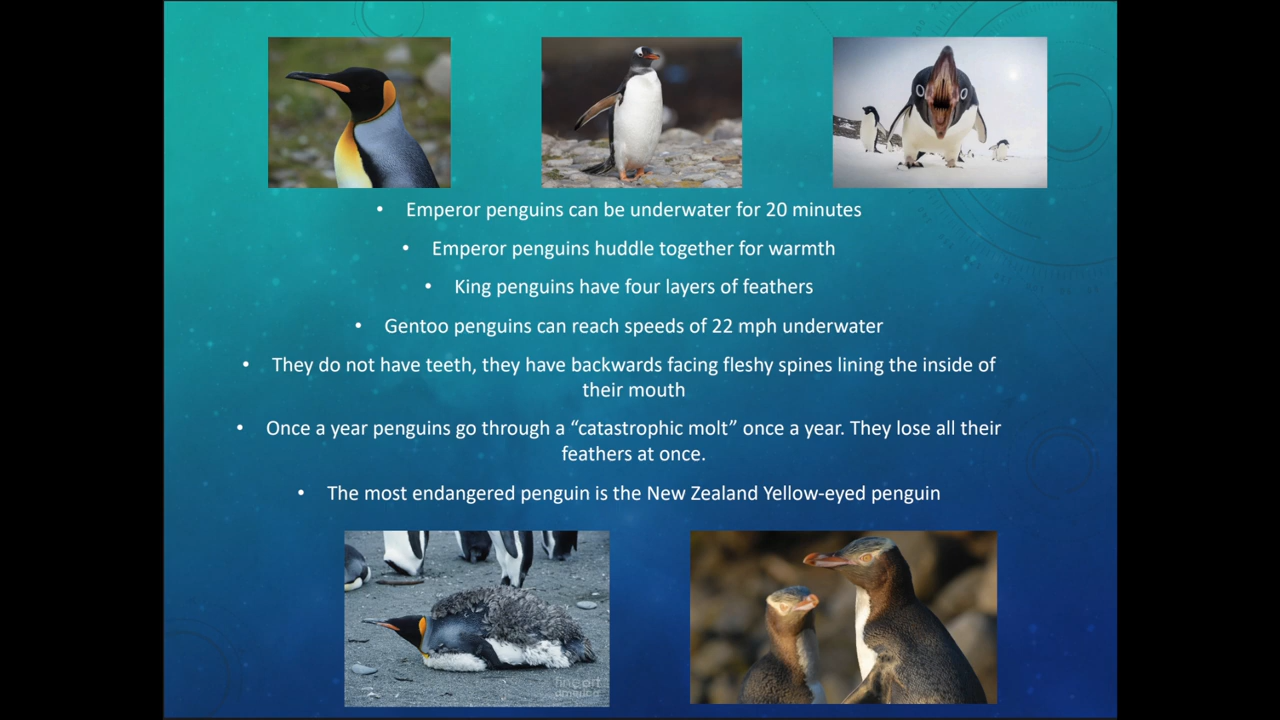 • Emperor penguins can be underwater for 20 minutes
• Emperor penguins huddle together for warmth
• King penguins have four layers of feathers
• Gentoo penguins can reach speeds of 22 mph underwater
• They do not have teeth, they have backwards facing fleshy spines lining the inside of
their mouth
• Once a year penguins go through a “catastrophic molt” once a year. They lose all their
feathers at once.
• The most endangered penguin is the New Zealand Yellow-eyed penguin
fine art
america